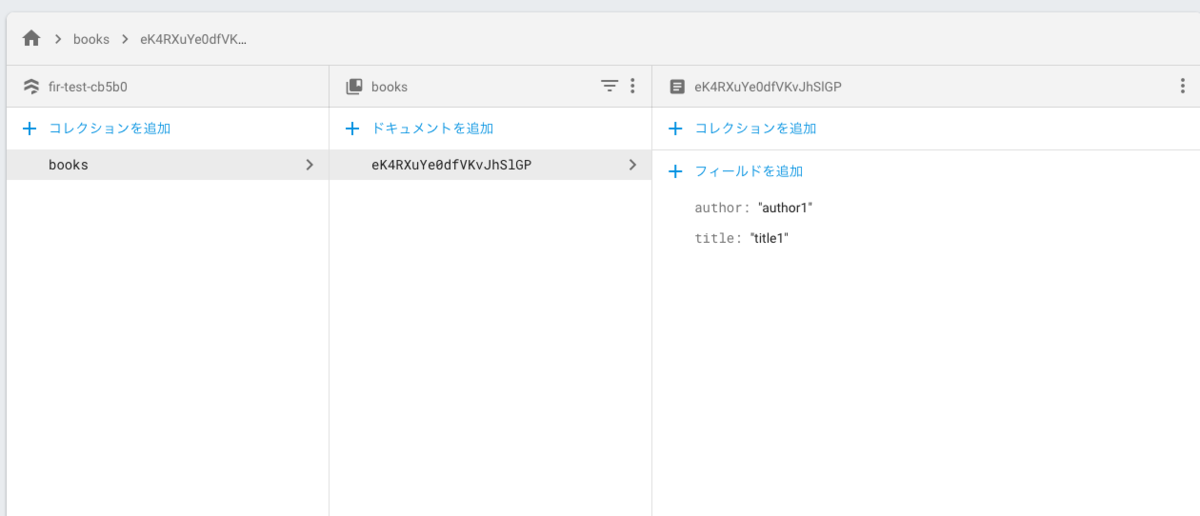 books eK4RXuYe0dfVK...
fir-test-cb5b0
books
eK4RXuYe0dfVKvJhSlGP
コレクションを追加
ドキュメントを追加
コレクションを追加
books
eK4RXuYe0dfVKvJhSlGP
フィールドを追加
author: "author1"
title: "title1"